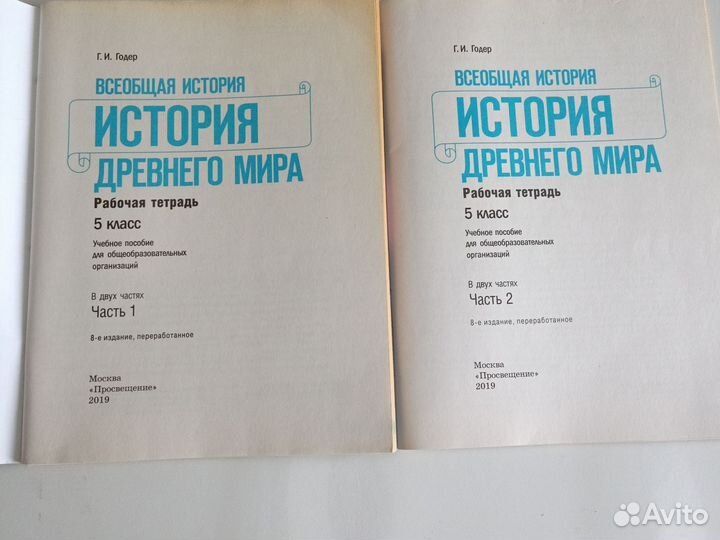 Г. И. Годер
ВСЕОБЩАЯ ИСТОРИЯ
ИСТОРИЯ
ДРЕВНЕГО МИРА
Рабочая тетрадь
5 класс
Учебное пособие
для общеобразовательных
организаций
В двух частях
Часть 1
8-е издание, переработанное
Москва
«Просвещение»
2019
Г. И. Годер
ВСЕОБЩАЯ ИСТОРИЯ
ИСТОРИЯ
ДРЕВНЕГО МИРА
Рабочая тетрадь
5 класс
Учебное пособие
для общеобразовательных
организаций
В двух частях
Часть 2
8-е издание, переработанное
Москва
«Просвещение»
2019
Avito